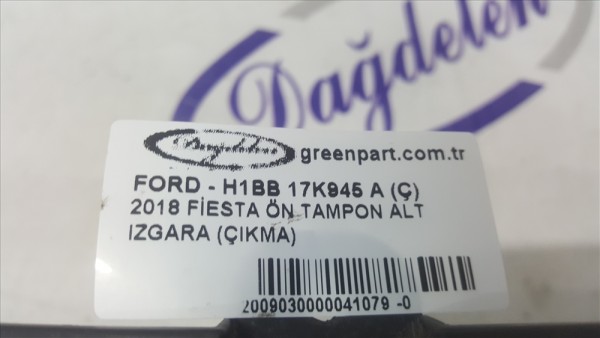 Dağdelen
Dağdelen
greenpart.com.tr
FORD - H1BB 17K945 A (Ç)
2018 FİESTA ÖN TAMPON ALT
IZGARA (ÇIKMA)
2009030000041079 -0